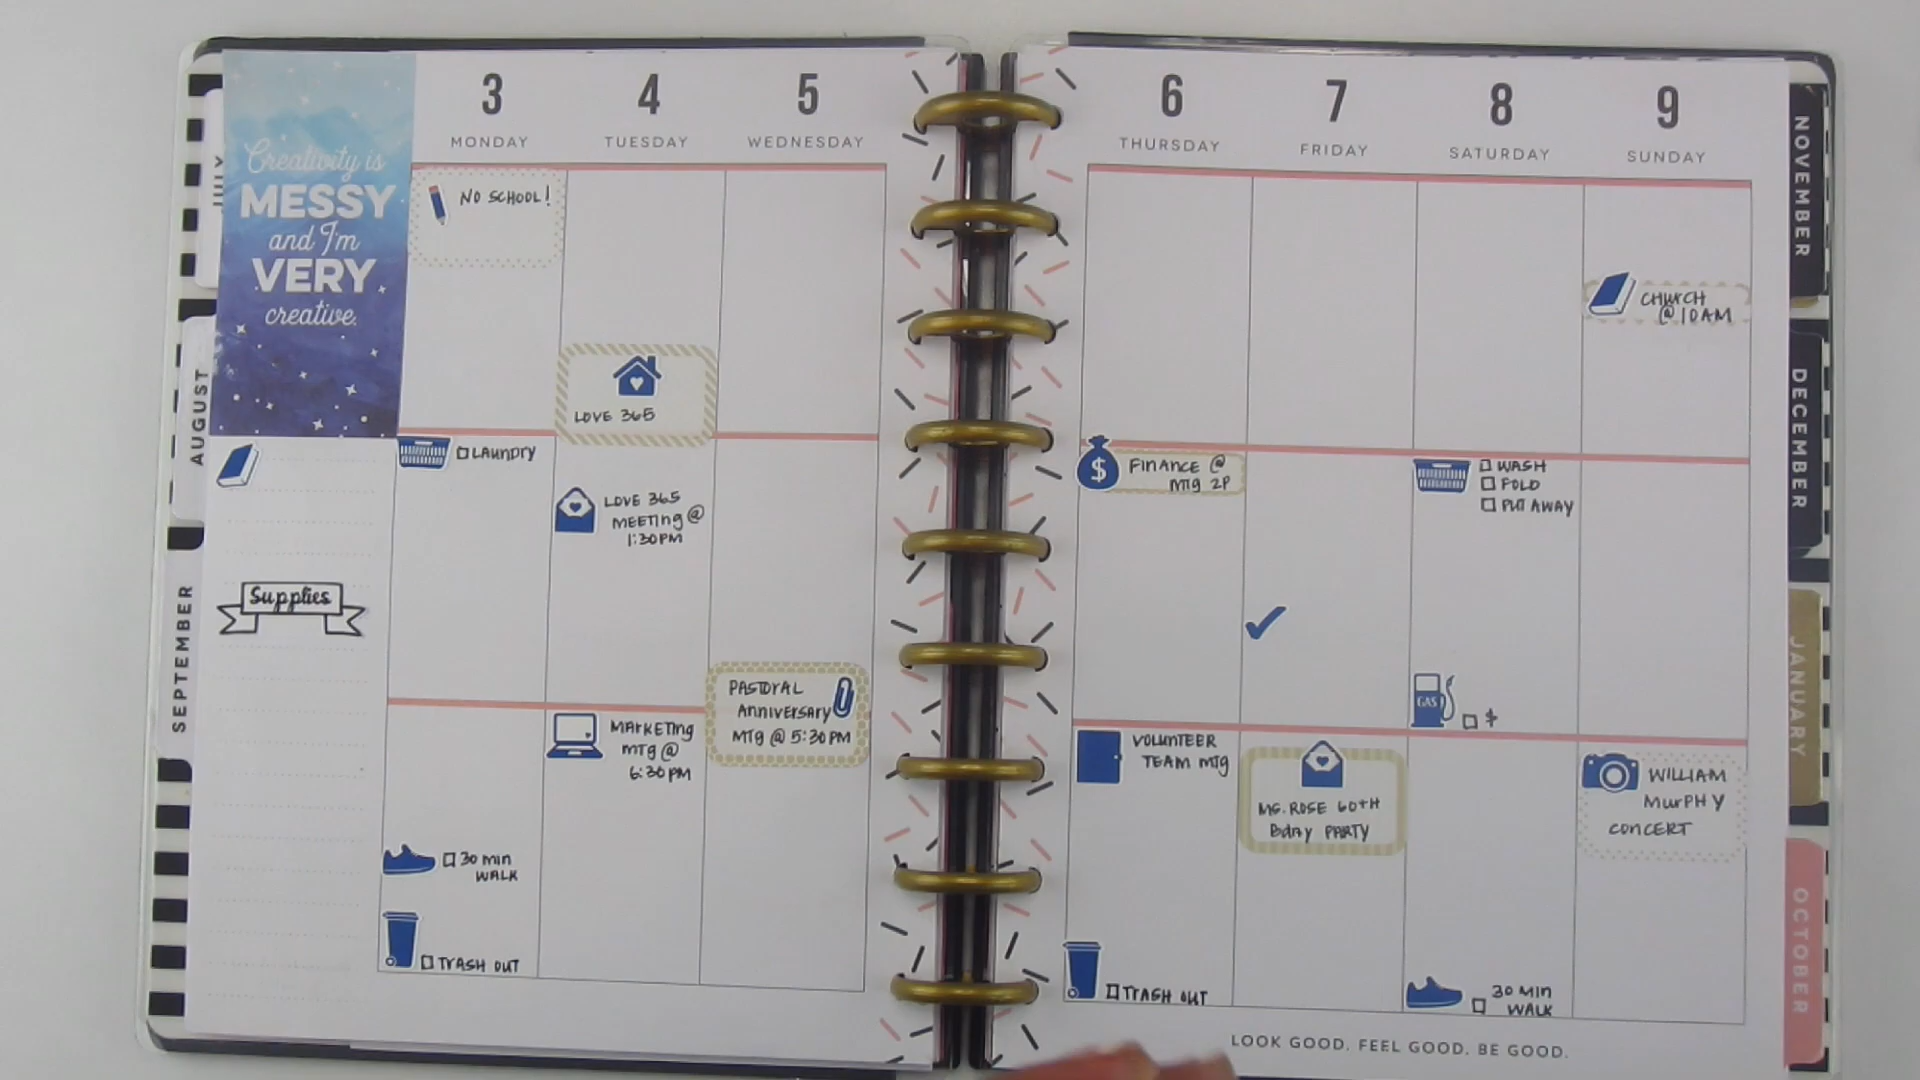 Creativity is
MESSY
and I'm
VERY
creative.
3
MONDAY
4
TUESDAY
5
WEDNESDAY
6
THURSDAY
7
FRIDAY
8
SATURDAY
9
SUNDAY
NO SCHOOL!
LOVE 365
CHURCH
@ 10AM
Supplies
LAUNDRY
LOVE 365
MEETING @
1:30PM
PASTORAL
ANNIVERSARY
MTG @ 5:30PM
FINANCE @
MTG 2P
WASH
FOLD
PUT AWAY
GAS
$
MARKETING
MTG @
6:30PM
30 MIN
WALK
TRASH OUT
VOLUNTEER
TEAM MTG
TRASH OUT
MS. ROSE 60TH
BDAY PARTY
30 MIN
WALK
WILLIAM
MURPHY
CONCERT
LOOK GOOD. FEEL GOOD. BE GOOD.
JULY
AUGUST
SEPTEMBER
NOVEMBER
DECEMBER
JANUARY
OCTOBER